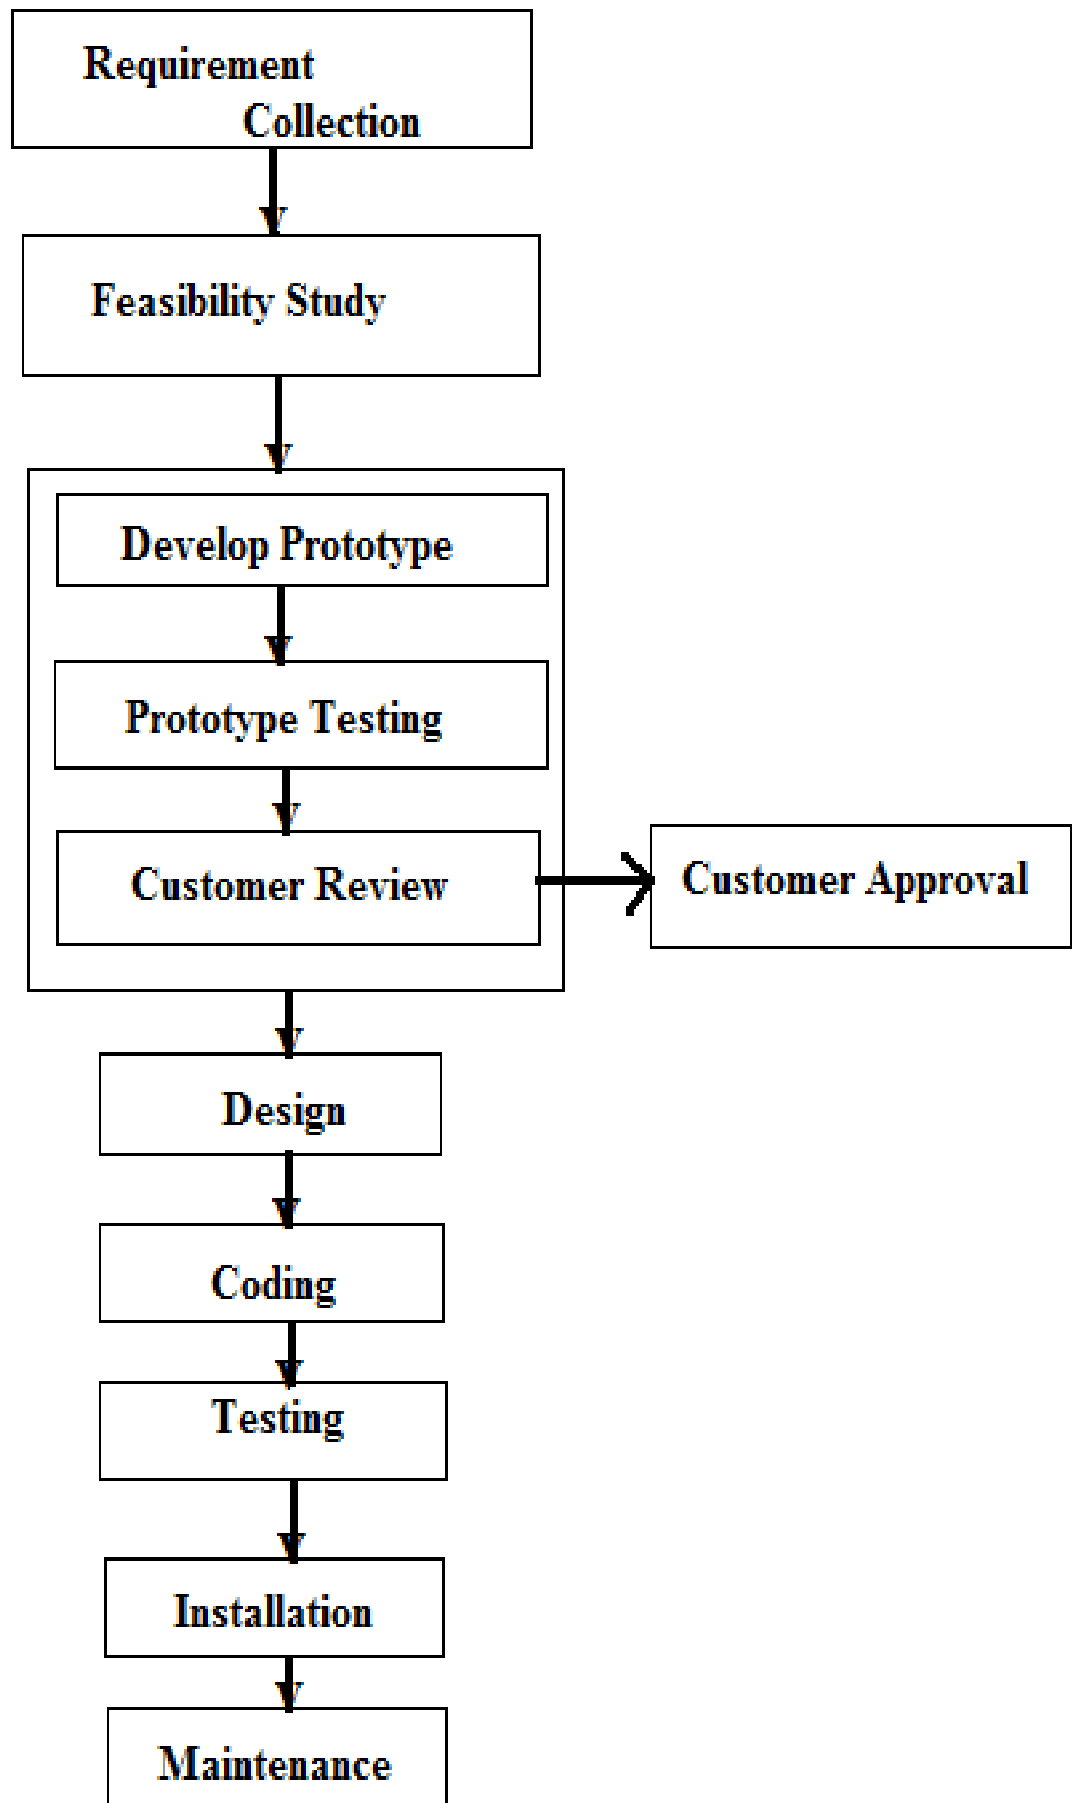 Requirement
Collection
Feasibility Study
Develop Prototype
Prototype Testing
Customer Review
Customer Approval
Design
Coding
Testing
Installation
Maintenance